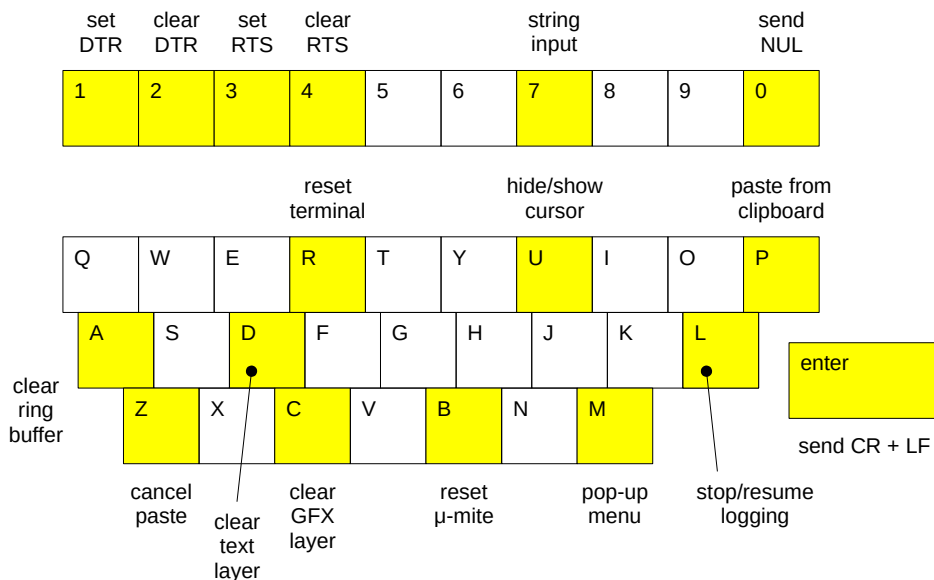 set clear set clear string send
DTR DTR RTS RTS input NUL
1 2 3 4 5 6 7 8 9 0
reset hide/show paste from
terminal cursor clipboard
Q W E R T Y U I O P
A S D F G H J K L
enter
clear
ring
buffer
Z X C V B N M
send CR + LF
cancel clear reset pop-up stop/resume
paste GFX μ-mite menu logging
clear layer
text
layer